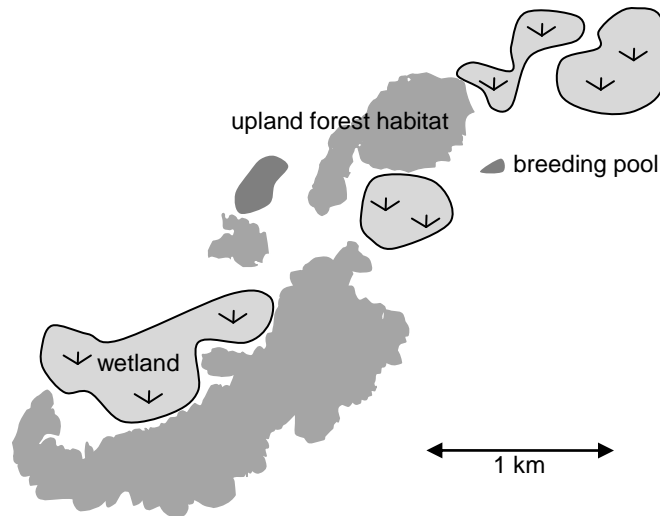 upland forest habitat
breeding pool
wetland
1 km